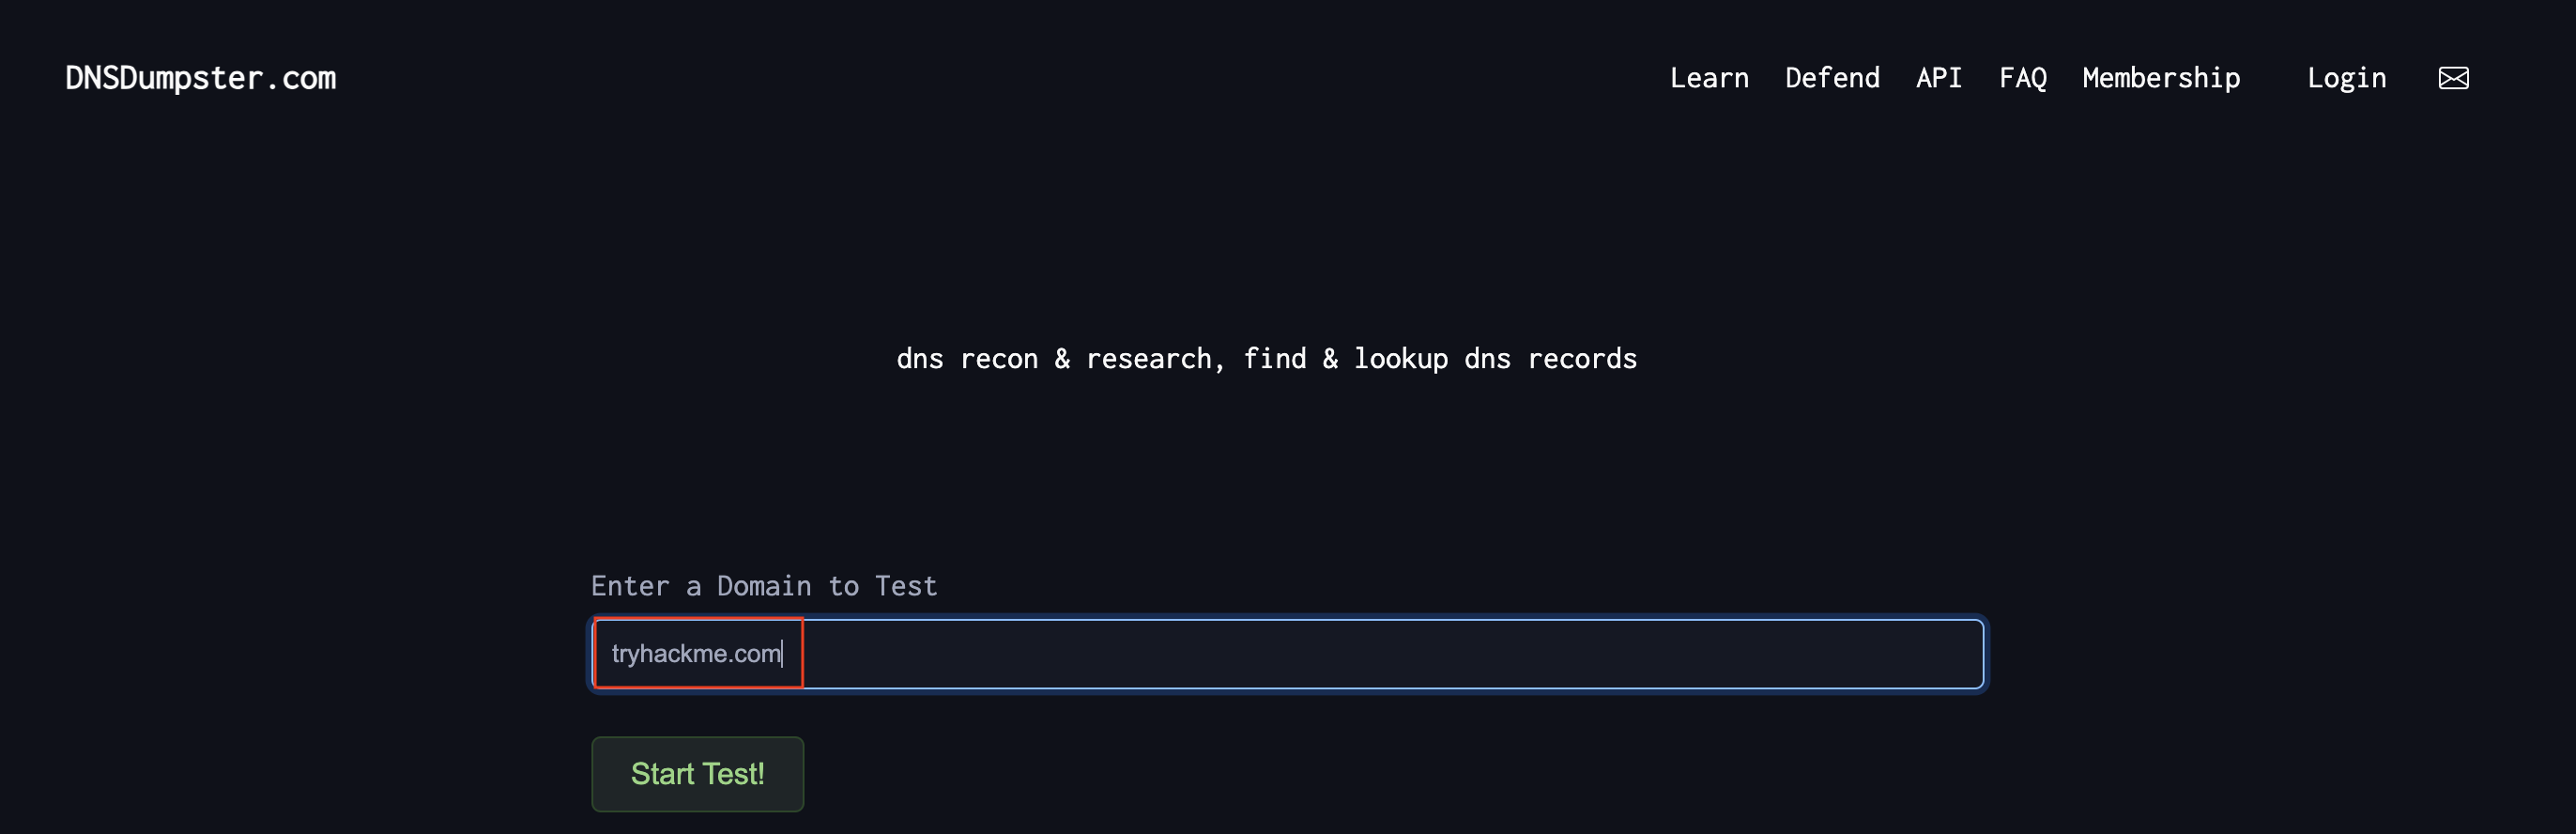 DNSDumpster.com Learn Defend API FAQ Membership Login
dns recon & research, find & lookup dns records
Enter a Domain to Test
tryhackme.com
Start Test!